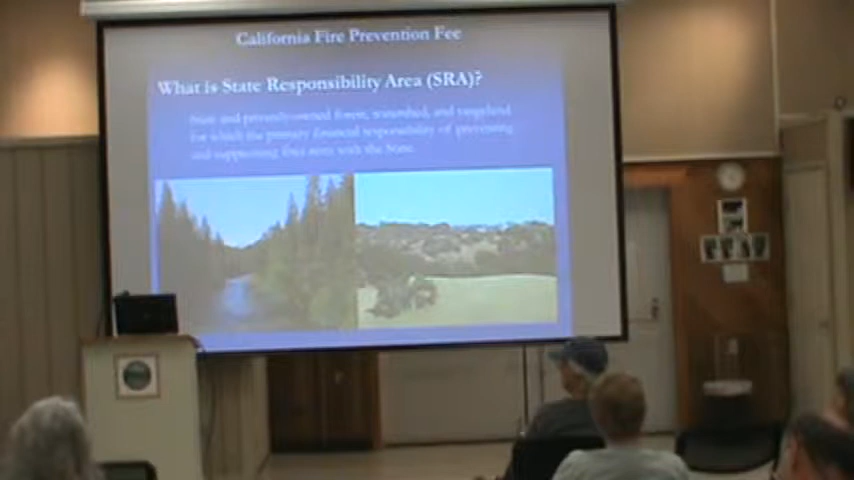 California Fire Prevention Fee
What is State Responsibility Area (SRA)?
State and privately-owned forest, watershed, and rangeland
for which the primary financial responsibility of preventing
and suppressing fires rests with the State.